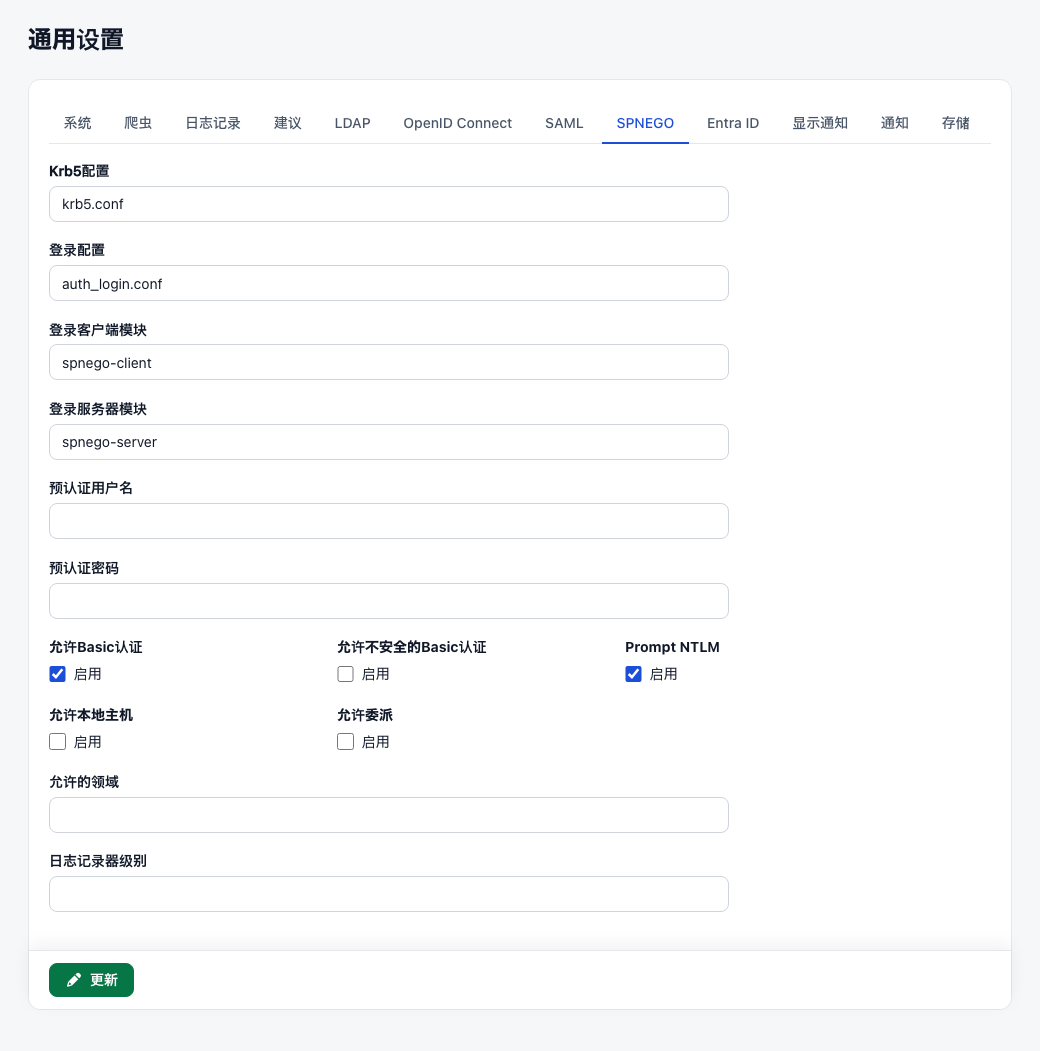 通用设置
系统 爬虫 日志记录 建议 LDAP OpenID Connect SAML SPNEGO Entra ID 显示通知 通知 存储
Krb5配置
krb5.conf
登录配置
auth_login.conf
登录客户端模块
spnego-client
登录服务器模块
spnego-server
预认证用户名
预认证密码
允许Basic认证 允许不安全的Basic认证 Prompt NTLM
启用 启用 启用
允许本地主机 允许委派
启用 启用
允许的领域
日志记录器级别
更新